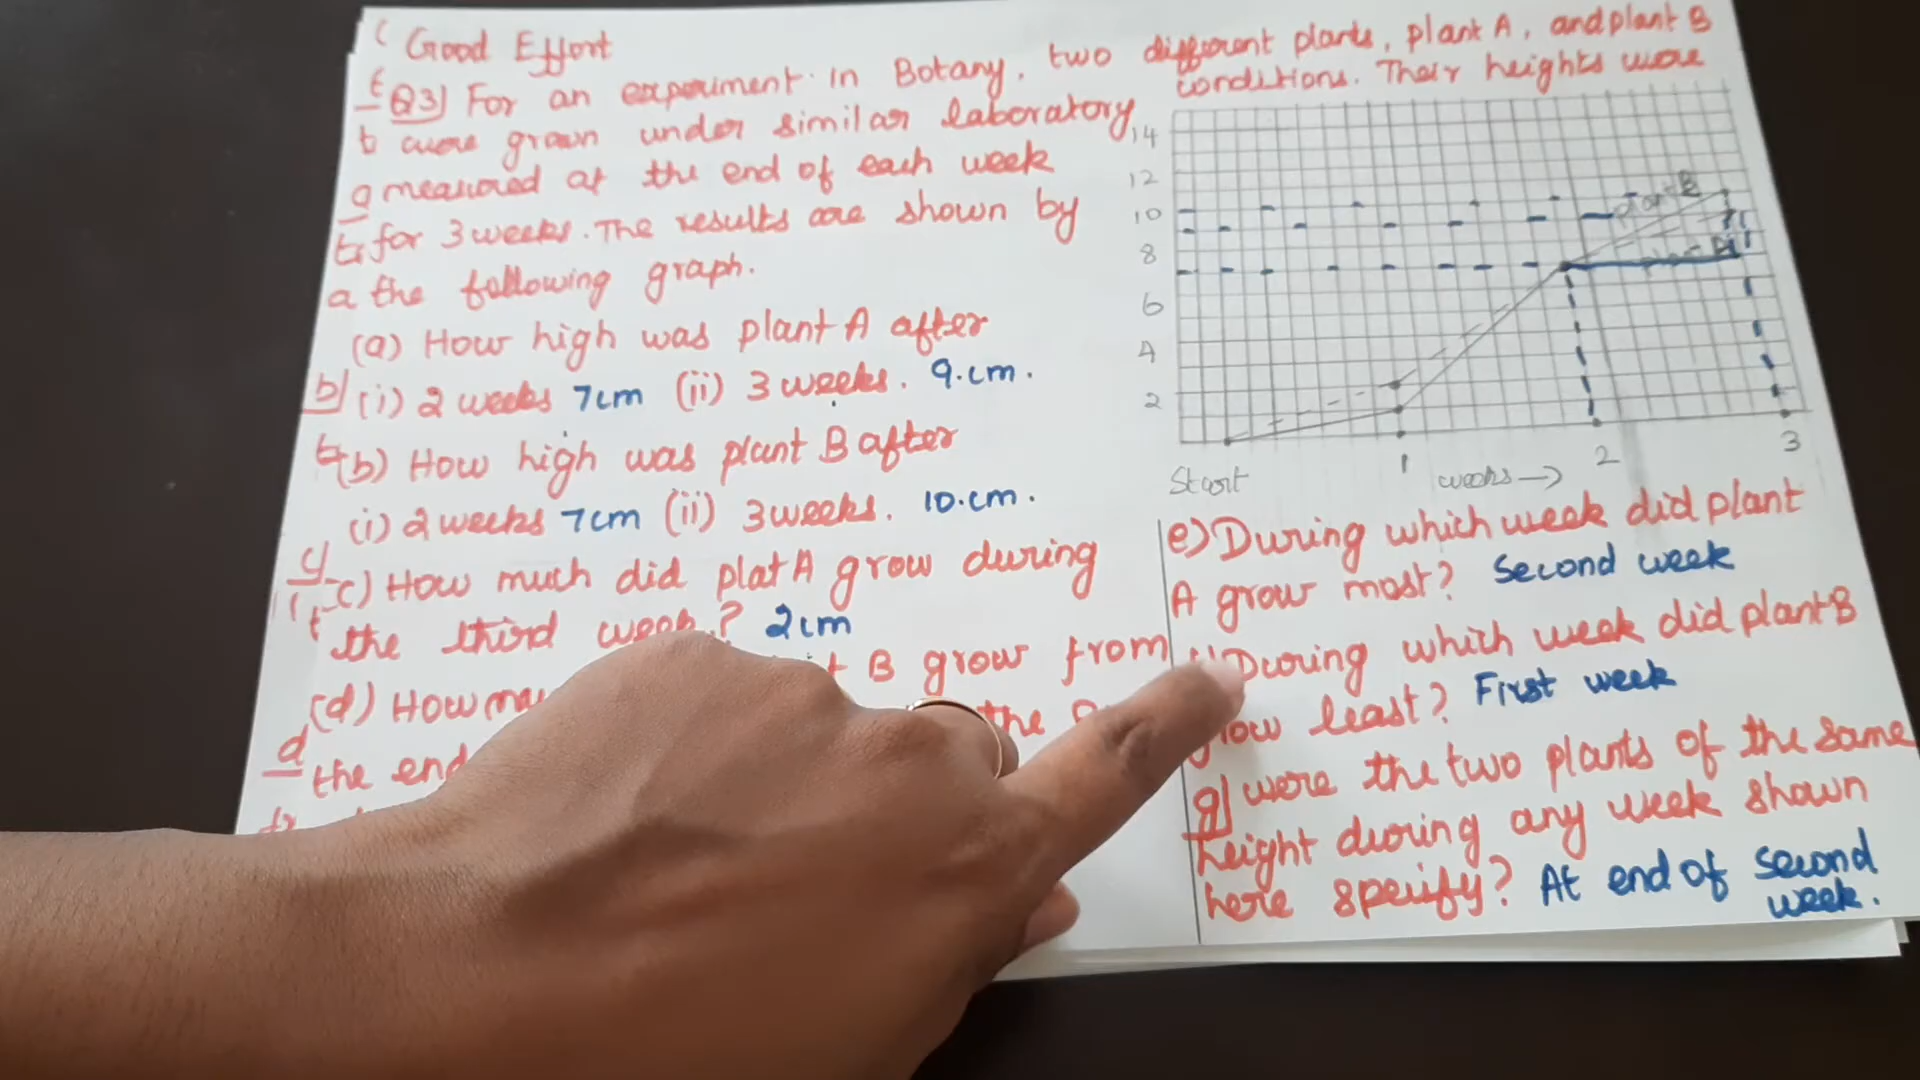 Good Effort
Q3) For an experiment in Botany, two different plants, plant A, and plant B
were grown under similar laboratory conditions. Their heights were
measured at the end of each week
for 3 weeks. The results are shown by
the following graph.
(a) How high was plant A after
(i) 2 weeks 7cm (ii) 3 weeks. 9.cm.
(b) How high was plant B after
(i) 2 weeks 7cm (ii) 3 weeks. 10.cm.
c) How much did plat A grow during
the third week? 2cm
(d) How B grow from
the end the
14
12
10
8
6
4
2
plant B
plant A
1
2
3
Start weeks →
e) During which week did plant
A grow most? Second week
During which week did plant B
grow least? First week
g) were the two plants of the same
height during any week shown
here specify? At end of second
week.
b)
c)
d